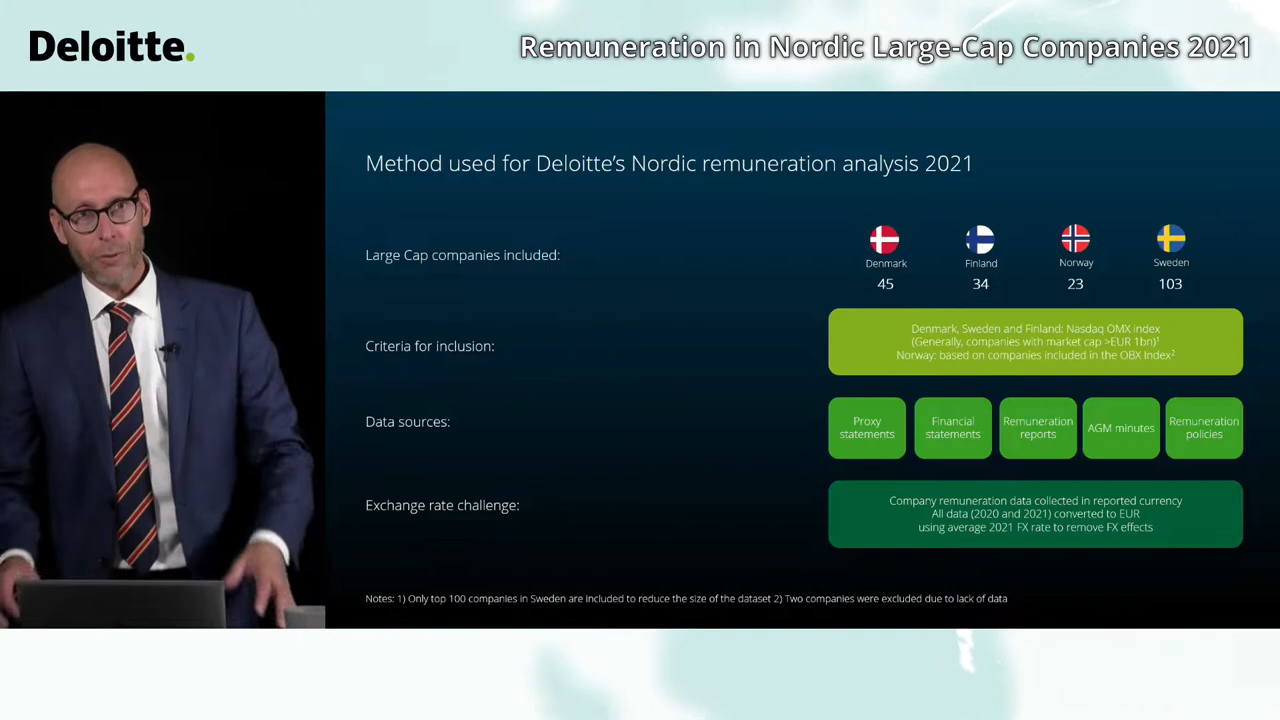 Deloitte.
Remuneration in Nordic Large-Cap Companies 2021
Method used for Deloitte's Nordic remuneration analysis 2021
Large Cap companies included:
Denmark
Finland
Norway
Sweden
45
34
23
103
Criteria for inclusion:
Denmark, Sweden and Finland: Nasdaq OMX Index
(Generally, companies with market cap >EUR 1bn)¹
Norway: based on companies included in the OBX Index²
Data sources:
Proxy
statements
Financial
statements
Remuneration
reports
AGM minutes
Remuneration
policies
Exchange rate challenge:
Company remuneration data collected in reported currency
All data (2020 and 2021) converted to EUR
using average 2021 FX rate to remove FX effects
Notes: 1) Only top 100 companies in Sweden are included to reduce the size of the dataset 2) Two companies were excluded due to lack of data